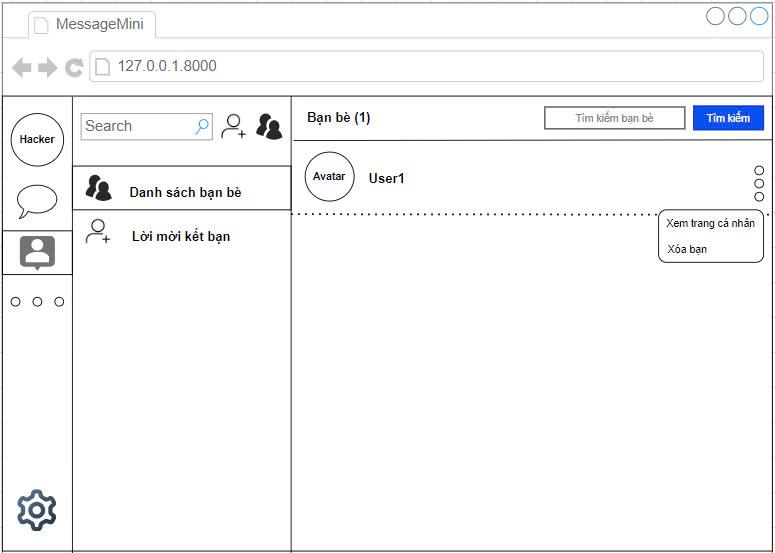 MessageMini
127.0.0.1.8000
Hacker
Search
Danh sách bạn bè
Lời mời kết bạn
Bạn bè (1)
Tìm kiếm bạn bè
Tìm kiếm
Avatar
User1
Xem trang cá nhân
Xóa bạn